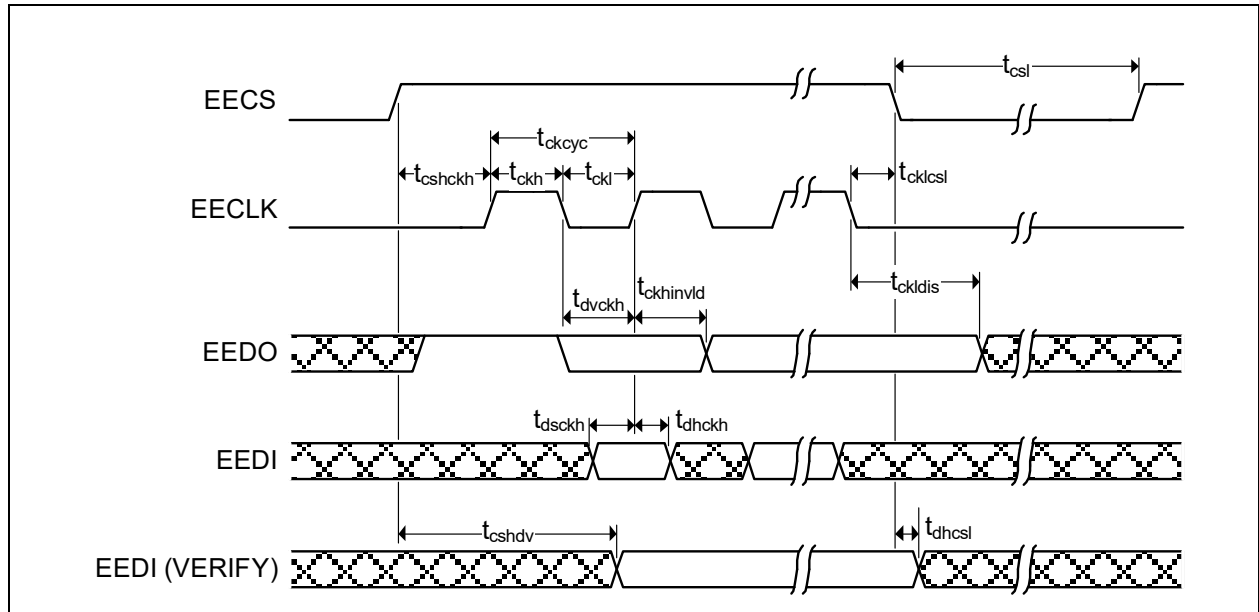 t_csl
EECS
t_ckcyc
t_cshckh t_ckh t_ckl t_cklcsl
EECLK
t_ckldis
t_dvckh t_ckhinvld
EEDO
t_dsckh t_dhckh
EEDI
t_cshdv t_dhcsl
EEDI (VERIFY)